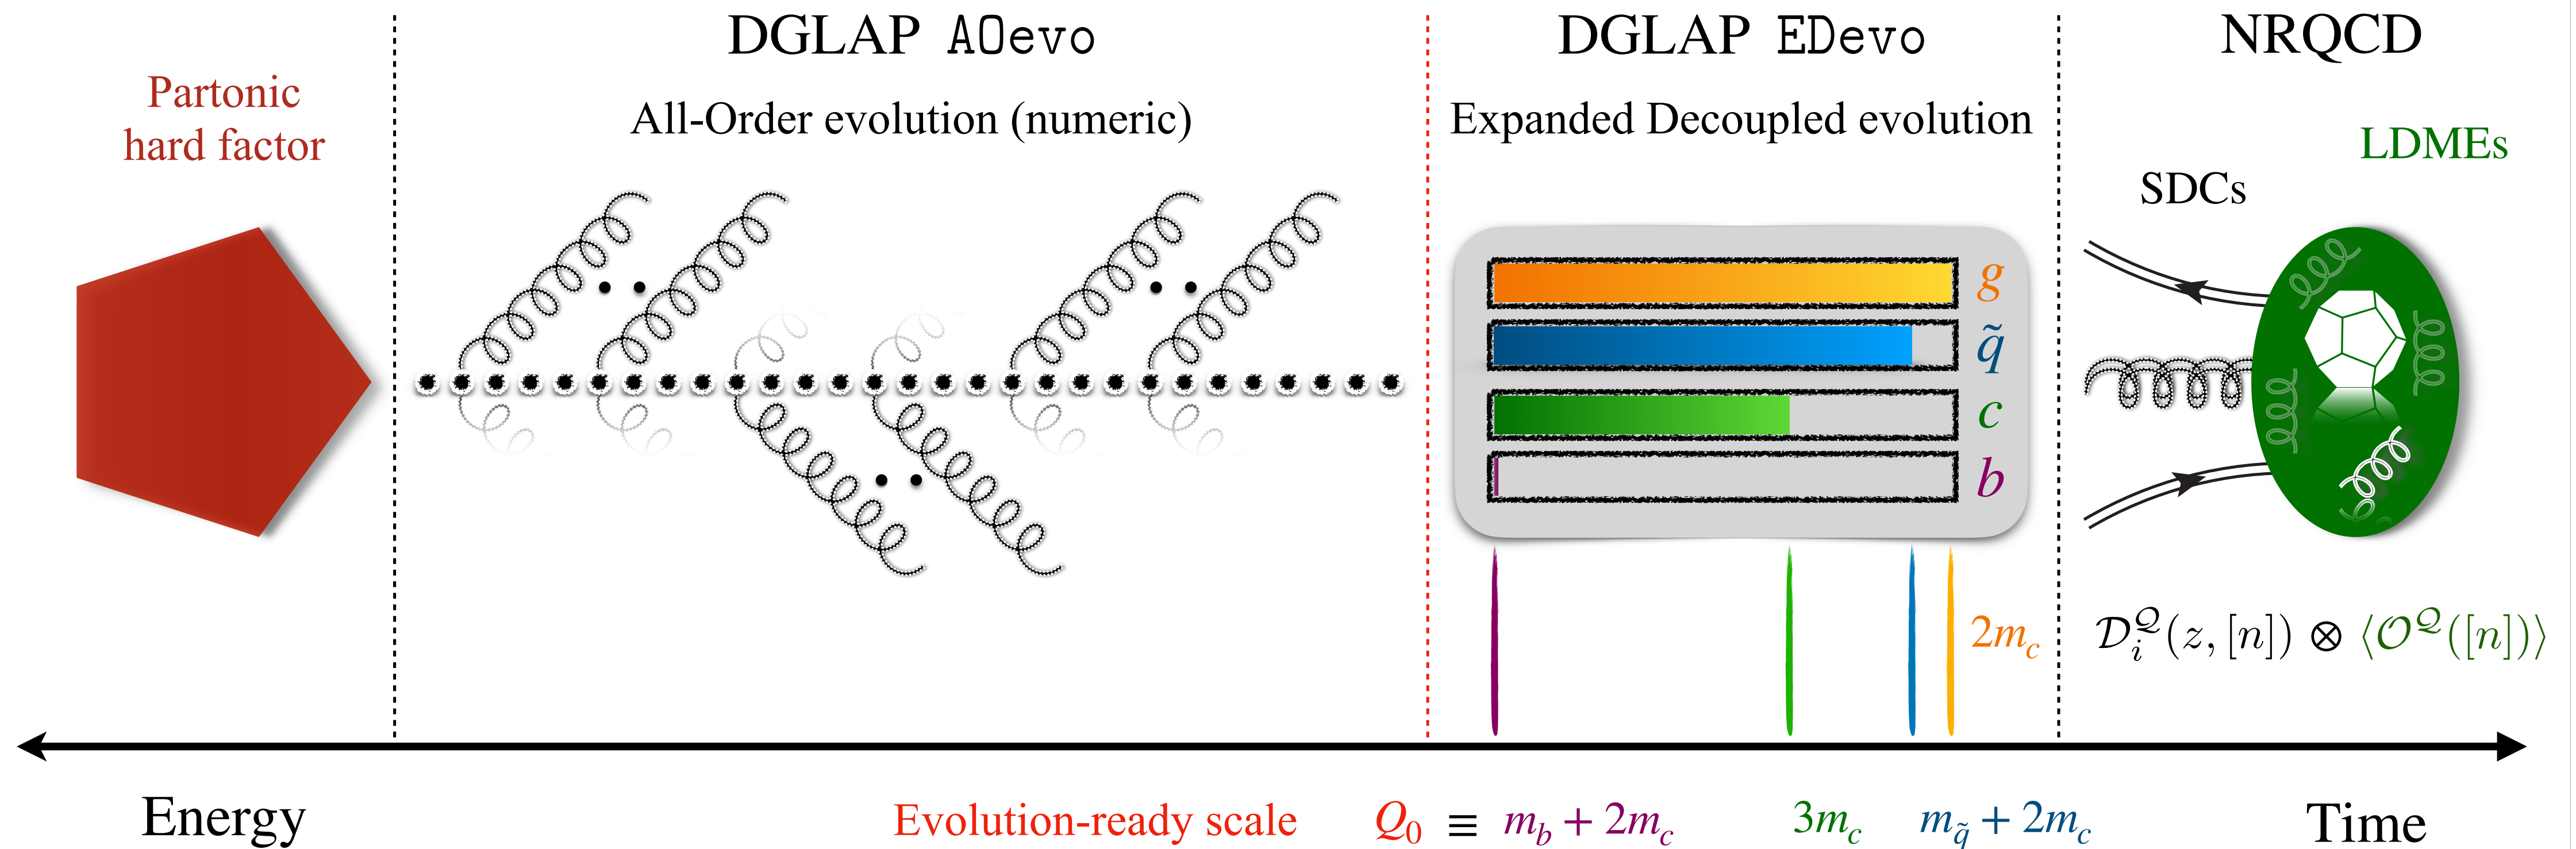 DGLAP AOevo
DGLAP EDevo
NRQCD
Partonic
hard factor
All-Order evolution (numeric)
Expanded Decoupled evolution
LDMEs
SDCs
g
q̃
c
b
2m_c
𝒟_i^𝒬(z, [n]) ⊗ ⟨𝒪^𝒬([n])⟩
Energy
Evolution-ready scale Q_0 ≡ m_b + 2m_c
3m_c
m_q̃ + 2m_c
Time